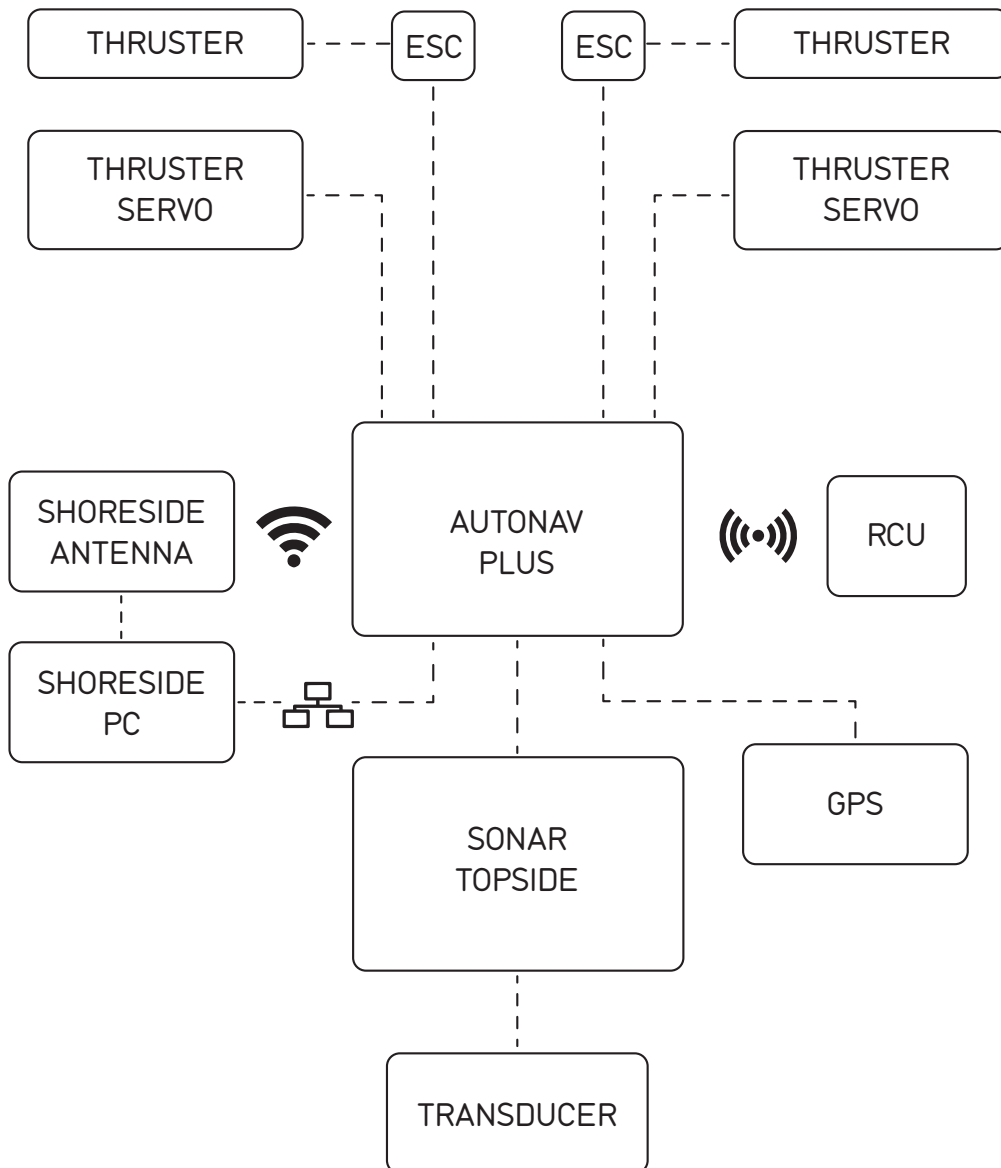 THRUSTER
ESC
ESC
THRUSTER
THRUSTER
SERVO
THRUSTER
SERVO
SHORESIDE
ANTENNA
AUTONAV
PLUS
RCU
SHORESIDE
PC
SONAR
TOPSIDE
GPS
TRANSDUCER